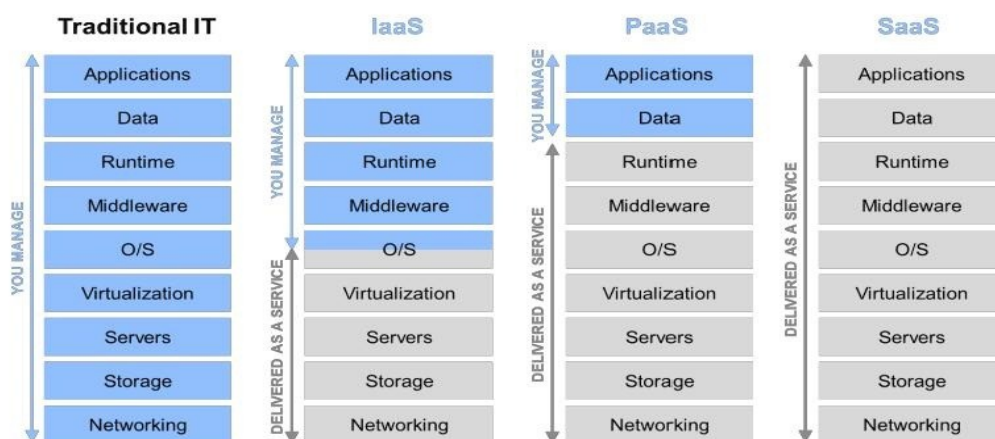 Traditional IT
IaaS
PaaS
SaaS
YOU MANAGE
Applications
Data
Runtime
Middleware
O/S
Virtualization
Servers
Storage
Networking
YOU MANAGE
DELIVERED AS A SERVICE
Applications
Data
Runtime
Middleware
O/S
Virtualization
Servers
Storage
Networking
YOU MANAGE
DELIVERED AS A SERVICE
Applications
Data
Runtime
Middleware
O/S
Virtualization
Servers
Storage
Networking
DELIVERED AS A SERVICE
Applications
Data
Runtime
Middleware
O/S
Virtualization
Servers
Storage
Networking